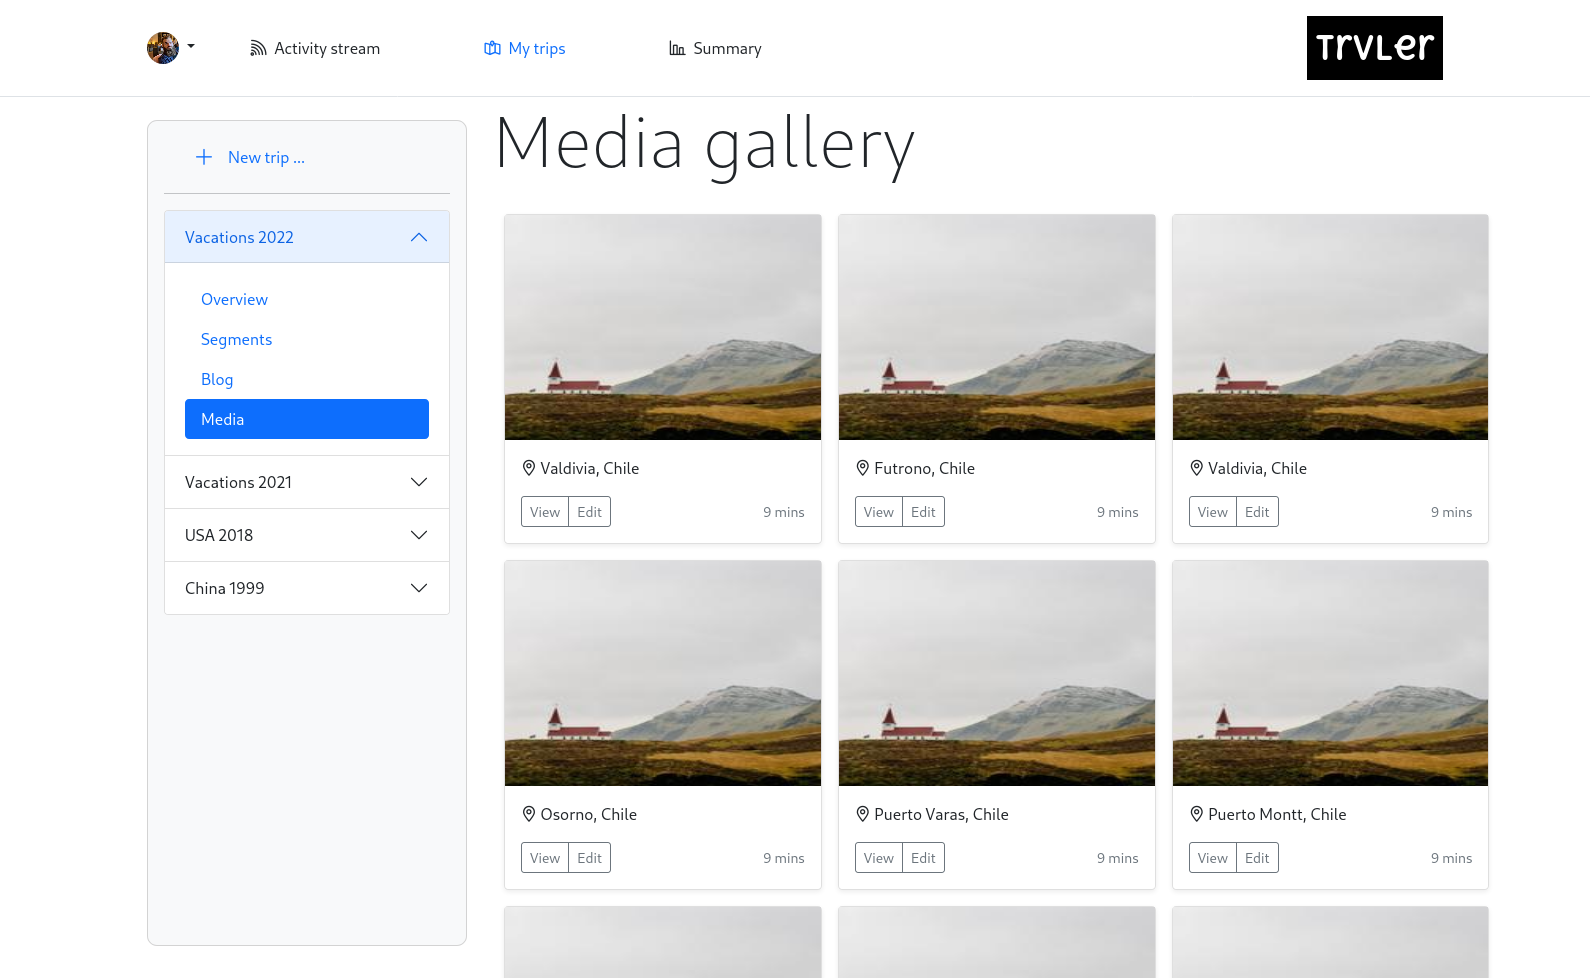 Activity stream
My trips
Summary
TRVLer
New trip ...
Vacations 2022
Overview
Segments
Blog
Media
Vacations 2021
USA 2018
China 1999
Media gallery
Valdivia, Chile
View Edit 9 mins
Futrono, Chile
View Edit 9 mins
Valdivia, Chile
View Edit 9 mins
Osorno, Chile
View Edit 9 mins
Puerto Varas, Chile
View Edit 9 mins
Puerto Montt, Chile
View Edit 9 mins